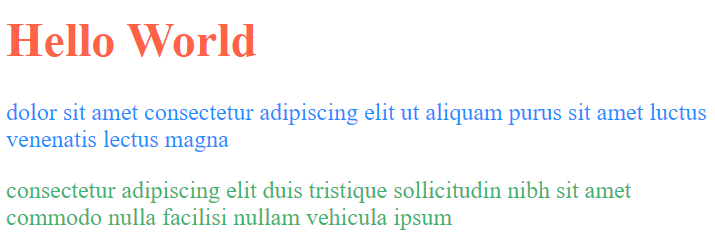 Hello World
dolor sit amet consectetur adipiscing elit ut aliquam purus sit amet luctus
venenatis lectus magna
consectetur adipiscing elit duis tristique sollicitudin nibh sit amet
commodo nulla facilisi nullam vehicula ipsum